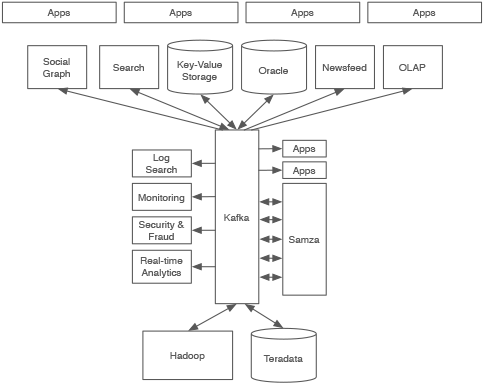 Apps
Apps
Apps
Apps
Social
Graph
Search
Key-Value
Storage
Oracle
Newsfeed
OLAP
Log
Search
Monitoring
Security &
Fraud
Real-time
Analytics
Kafka
Apps
Apps
Samza
Hadoop
Teradata